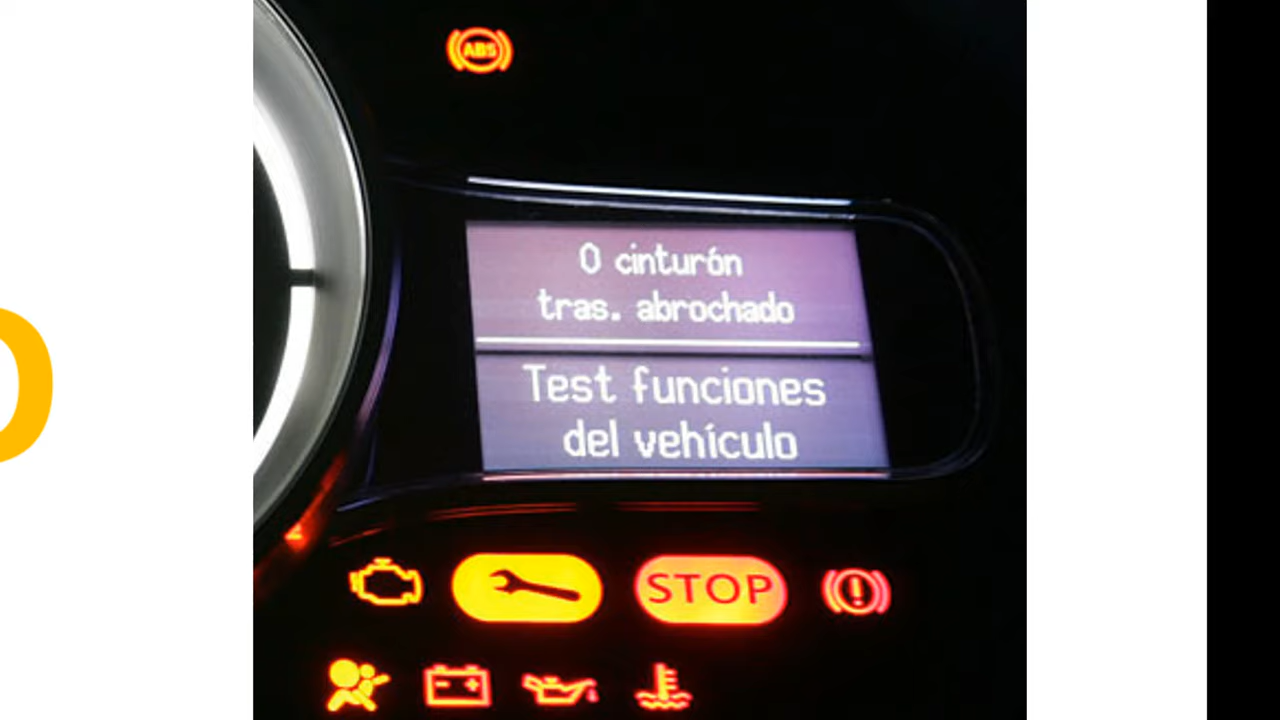 ABS
0 cinturón
tras. abrochado
Test funciones
del vehículo
STOP